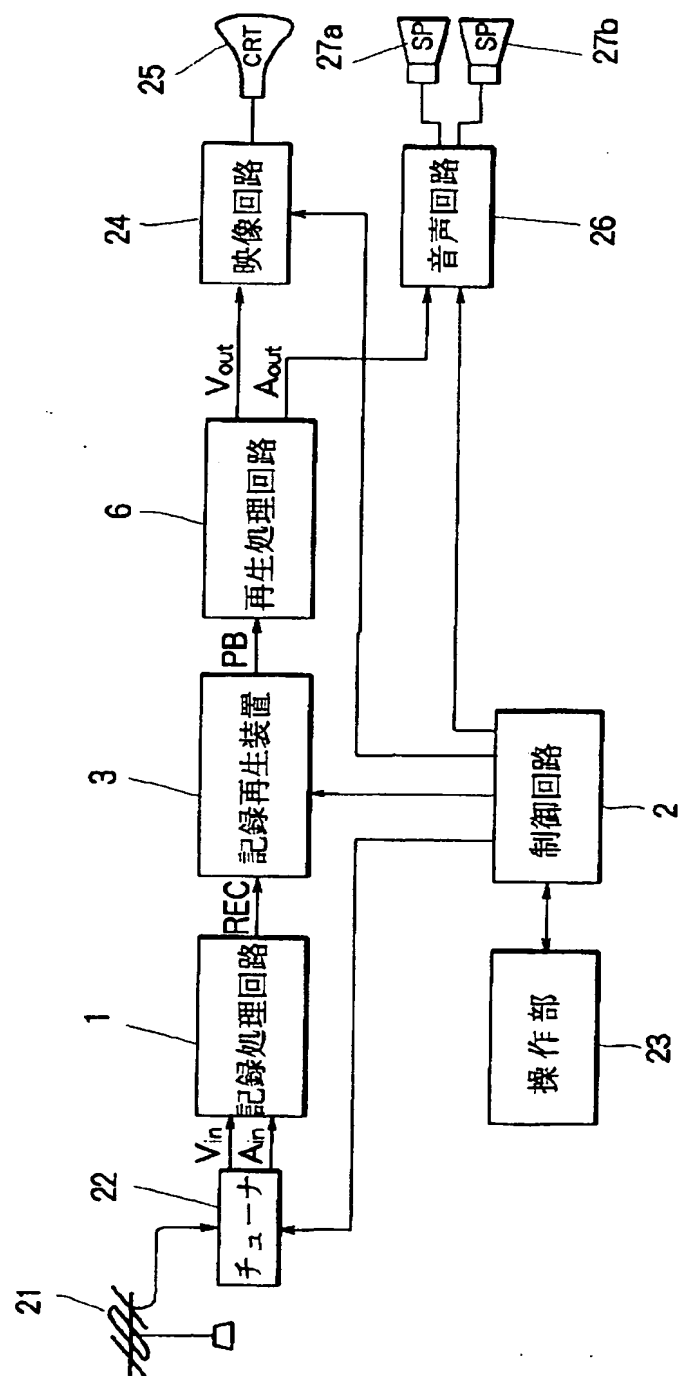 21
22
チューナ
Vin
Ain
1
記録処理回路
REC
3
記録再生装置
PB
6
再生処理回路
Vout
Aout
24
映像回路
25
CRT
27a
SP
SP
27b
音声回路
26
操作部
23
制御回路
2